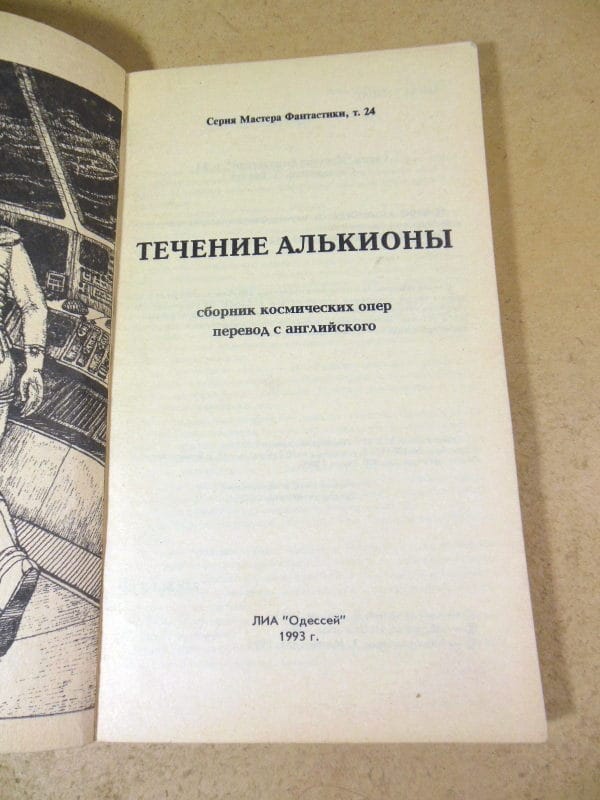 Серия Мастера Фантастики, т. 24
ТЕЧЕНИЕ АЛЬКИОНЫ
сборник космических опер
перевод с английского
ЛИА "Одессей"
1993 г.